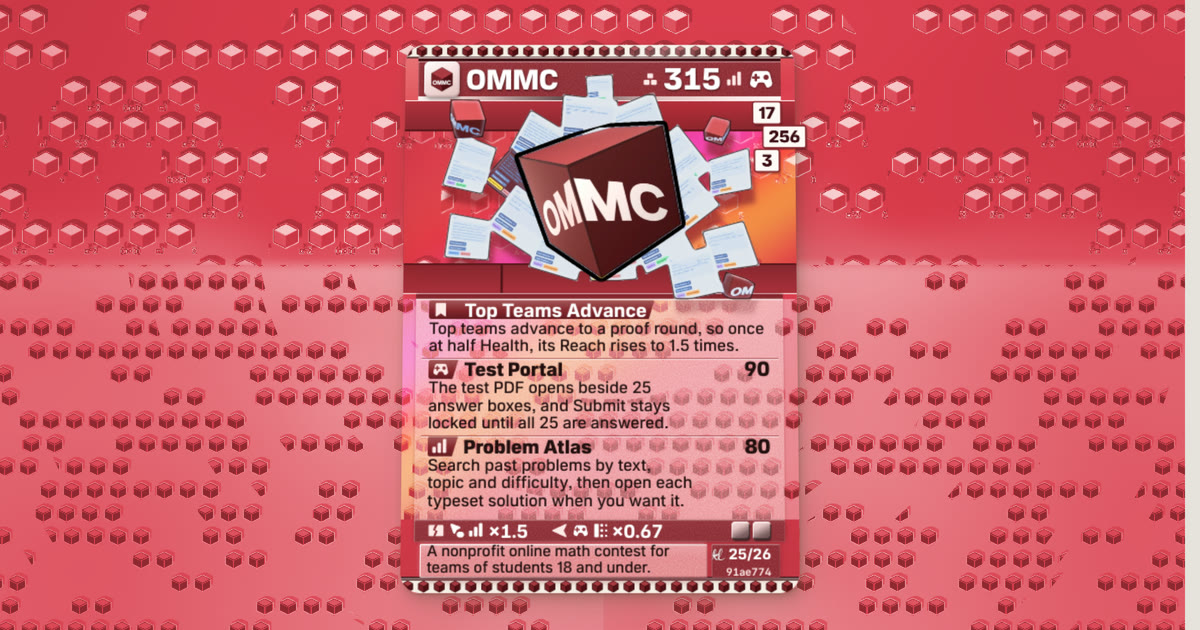 OMMC
OMMC
315
17
256
3
MC
OM
OMMC
OM
Top Teams Advance
Top teams advance to a proof round, so once
at half Health, its Reach rises to 1.5 times.
Test Portal
90
The test PDF opens beside 25
answer boxes, and Submit stays
locked until all 25 are answered.
Problem Atlas
80
Search past problems by text,
topic and difficulty, then open each
typeset solution when you want it.
×1.5
×0.67
A nonprofit online math contest for
teams of students 18 and under.
25/26
91ae774